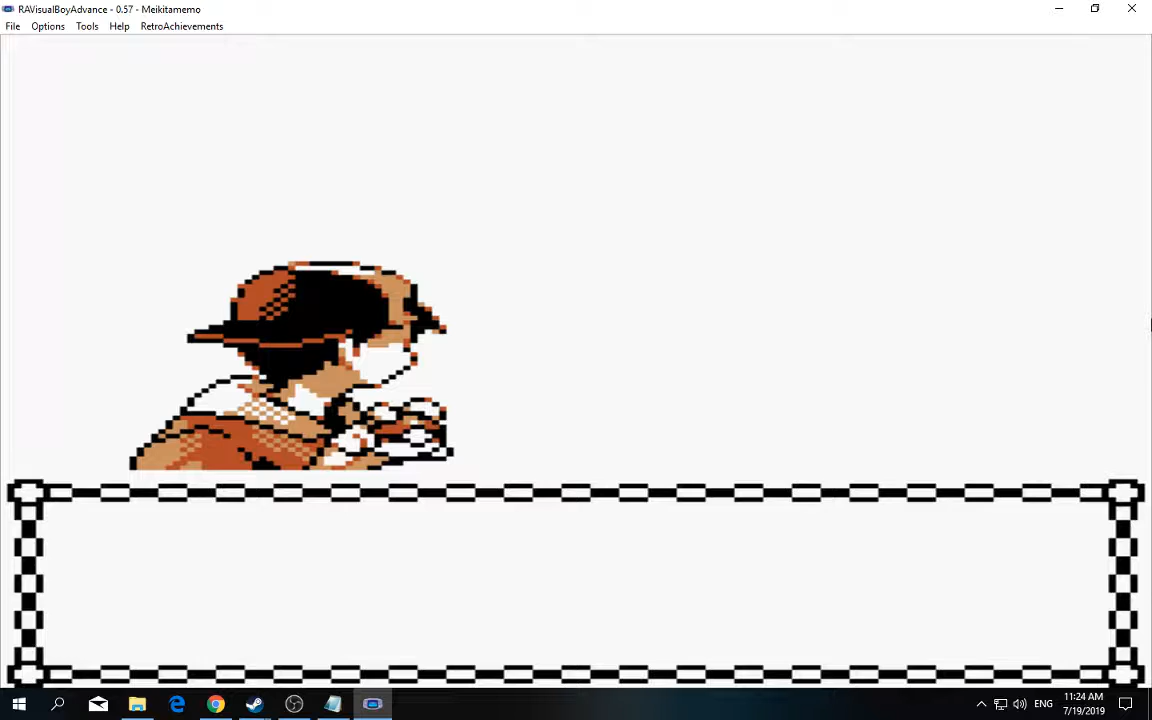 RAVisualBoyAdvance - 0.57 - Meikitamemo
File Options Tools Help RetroAchievements
ENG
11:24 AM
7/19/2019